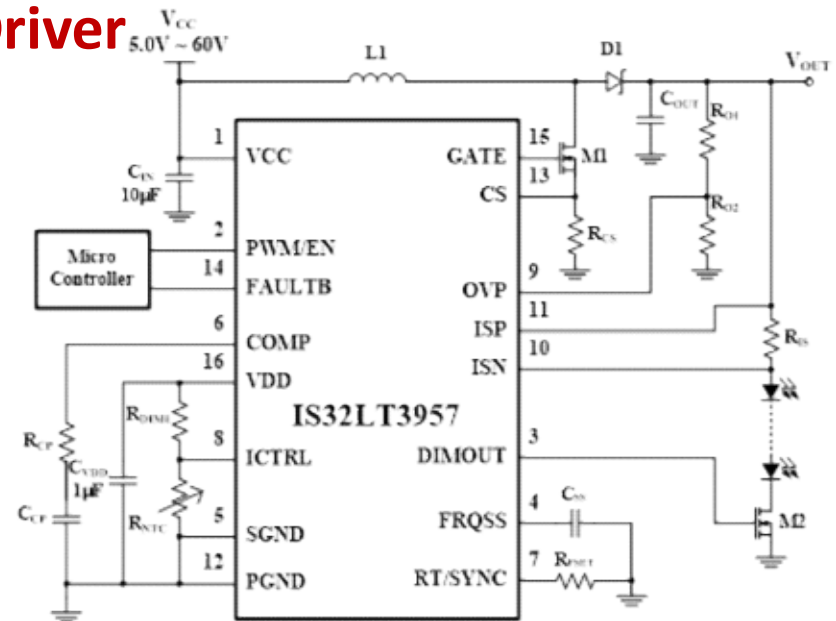 Driver
VCC
5.0V ~ 60V
L1
D1
VOUT
COUT
RO1
1
VCC
GATE
15
M1
CIN
10µF
13
CS
RCS
RO2
2
PWM/EN
Micro
Controller
14
FAULTB
9
OVP
11
ISP
RIS
6
COMP
10
ISN
16
VDD
IS32LT3957
RCP
CVDD
1µF
8
ICTRL
3
DIMOUT
CCP
RNTC
5
SGND
4
FRQSS
CSS
M2
12
PGND
7
RT/SYNC